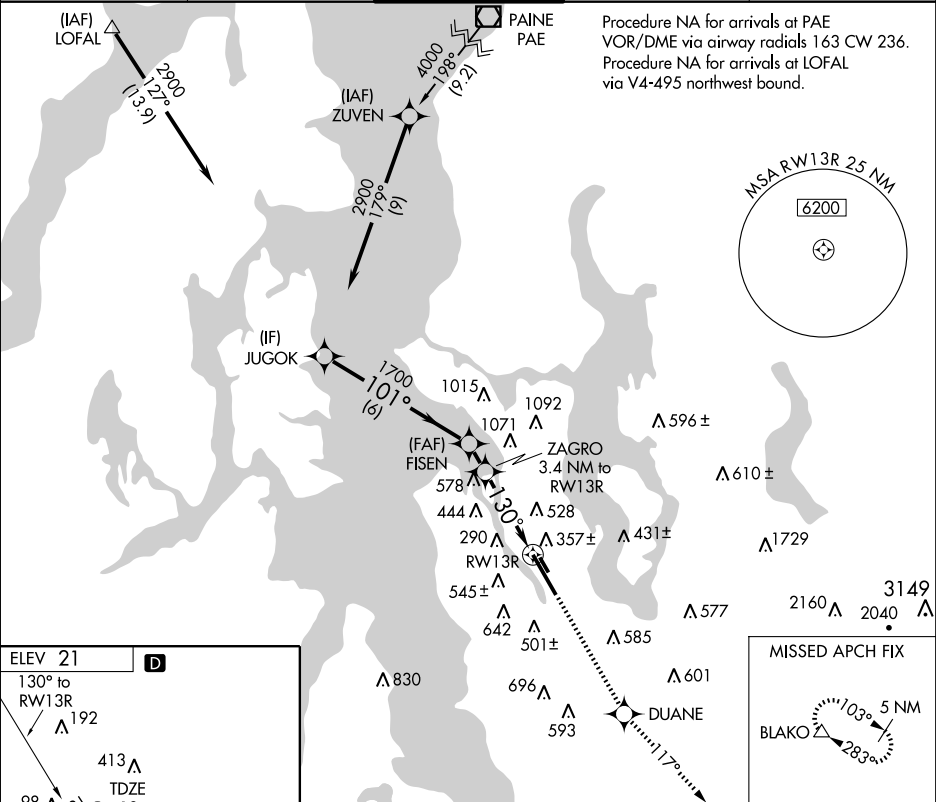 (IAF)
LOFAL
2900
127°
(13.9)
PAINE
PAE
4000
198°
(9.2)
Procedure NA for arrivals at PAE
VOR/DME via airway radials 163 CW 236.
Procedure NA for arrivals at LOFAL
via V4-495 northwest bound.
(IAF)
ZUVEN
2900
179°
(9)
MSA RW13R 25 NM
6200
(IF)
JUGOK
1700
101°
(6)
1015
1092
1071
596 ±
(FAF)
FISEN
ZAGRO
3.4 NM to
RW13R
610 ±
578
130°
444
528
290
357 ±
431±
1729
RW13R
545 ±
3149
2160
2040
577
642
501±
585
601
830
696
593
DUANE
117°
MISSED APCH FIX
BLAKO
103°
5 NM
283°
ELEV 21
D
130° to
RW13R
192
413
TDZE